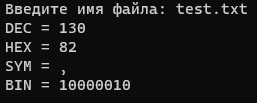 Введите имя файла: test.txt
DEC = 130
HEX = 82
SYM = ‚
BIN = 10000010